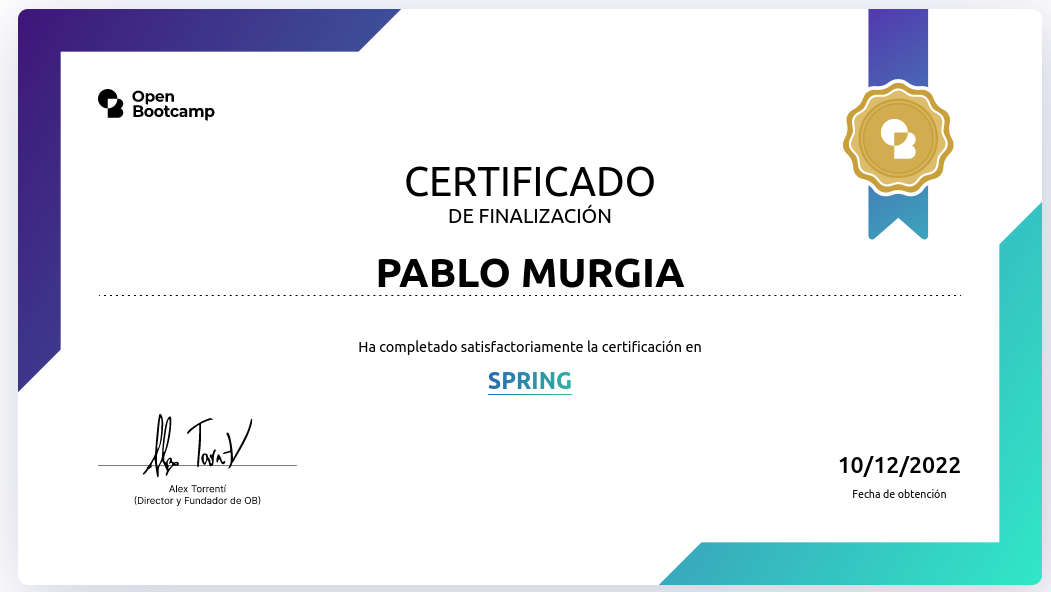 Open
Bootcamp
CERTIFICADO
DE FINALIZACIÓN
PABLO MURGIA
Ha completado satisfactoriamente la certificación en
SPRING
Alex Torrentí
(Director y Fundador de OB)
10/12/2022
Fecha de obtención